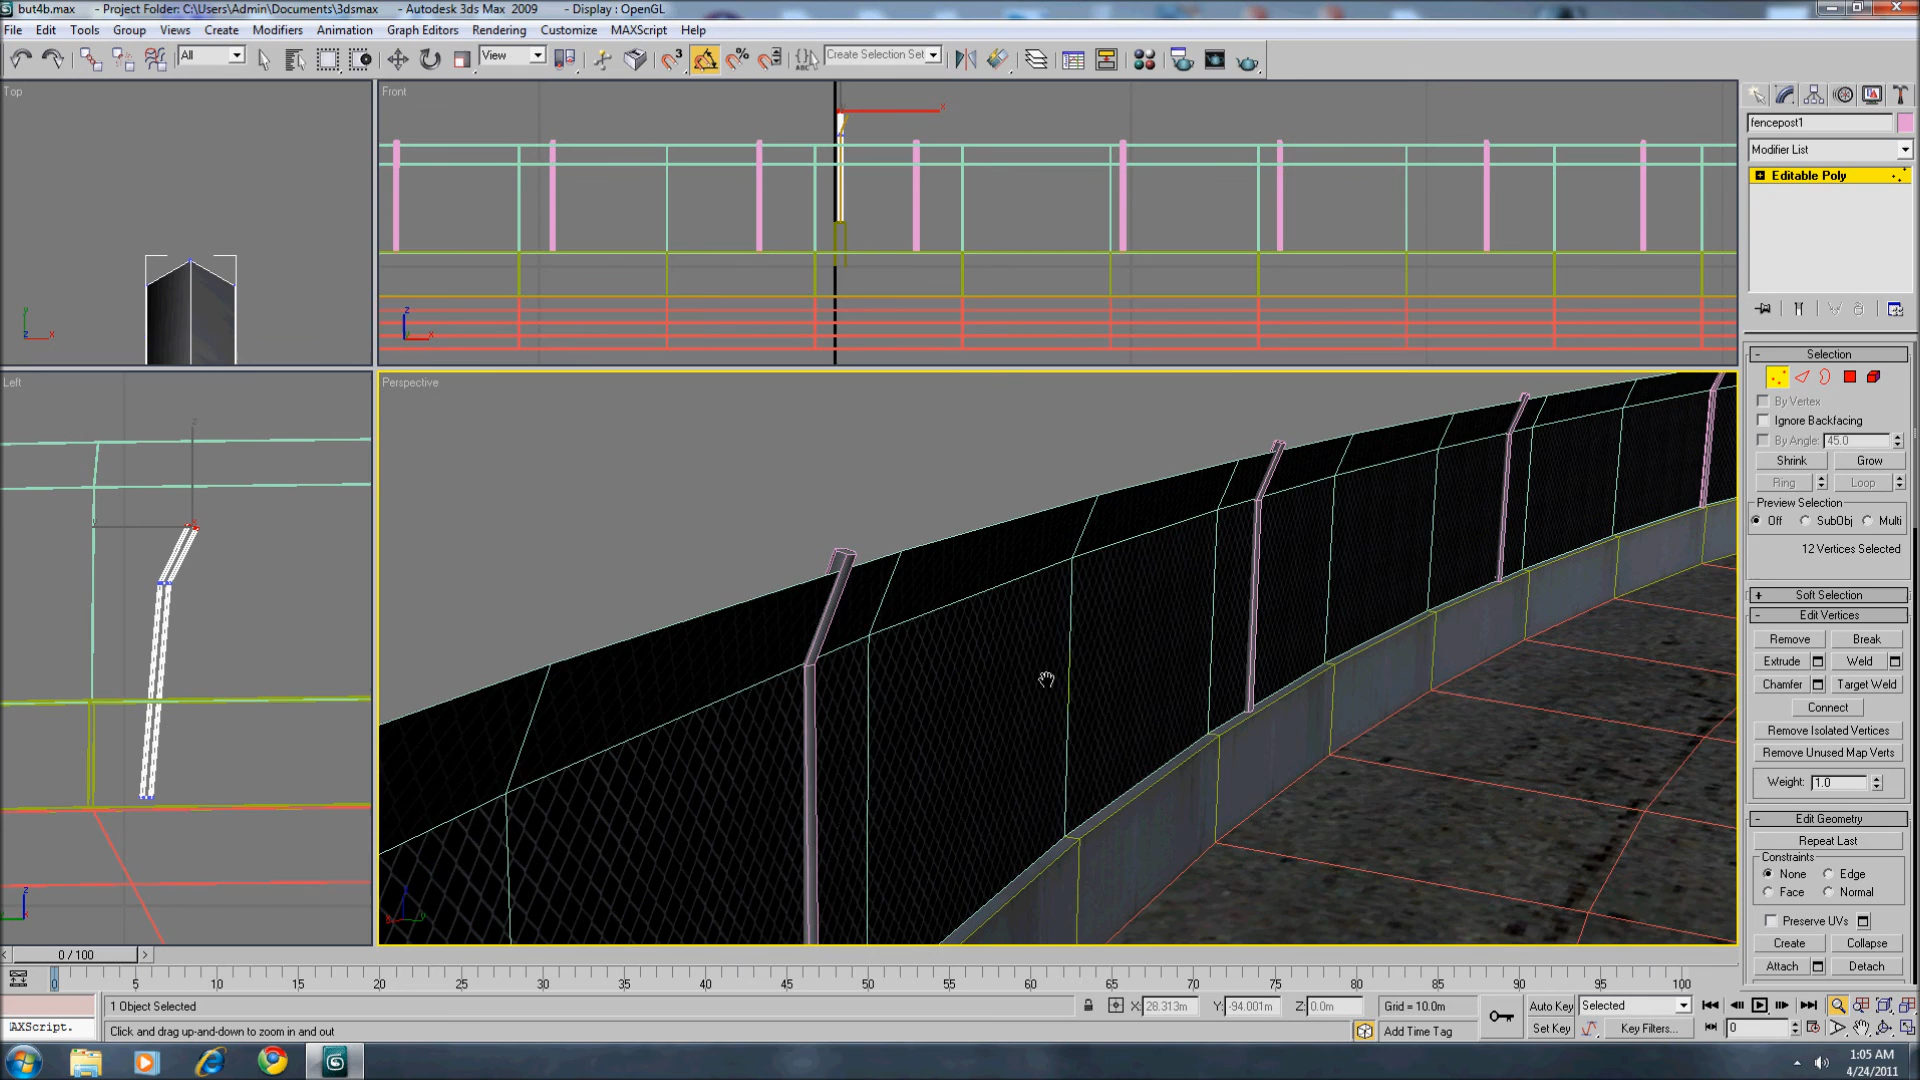 but4b.max - Project Folder: C:\Users\Admin\Documents\3dsmax - Autodesk 3ds Max 2009 - Display : OpenGL
File Edit Tools Group Views Create Modifiers Animation Graph Editors Rendering Customize MAXScript Help
All View Create Selection Set
Top
Front
Left
Perspective
fencepost1
Modifier List
Editable Poly
Selection
By Vertex
Ignore Backfacing
By Angle: 45.0
Shrink Grow
Ring Loop
Preview Selection
Off SubObj Multi
12 Vertices Selected
Soft Selection
Edit Vertices
Remove Break
Extrude Weld
Chamfer Target Weld
Connect
Remove Isolated Vertices
Remove Unused Map Verts
Weight: 1.0
Edit Geometry
Repeat Last
Constraints
None Edge
Face Normal
Preserve UVs
Create Collapse
Attach Detach
0 / 100
5 10 15 20 25 30 35 40 45 50 55 60 65 70 75 80 85 90 95 100
1 Object Selected
X: 28.313m Y: -94.001m Z: 0.0m Grid = 10.0m
Auto Key Selected
AXScript.
Click and drag up-and-down to zoom in and out
Add Time Tag
Set Key Key Filters... 0
1:05 AM
4/24/2011